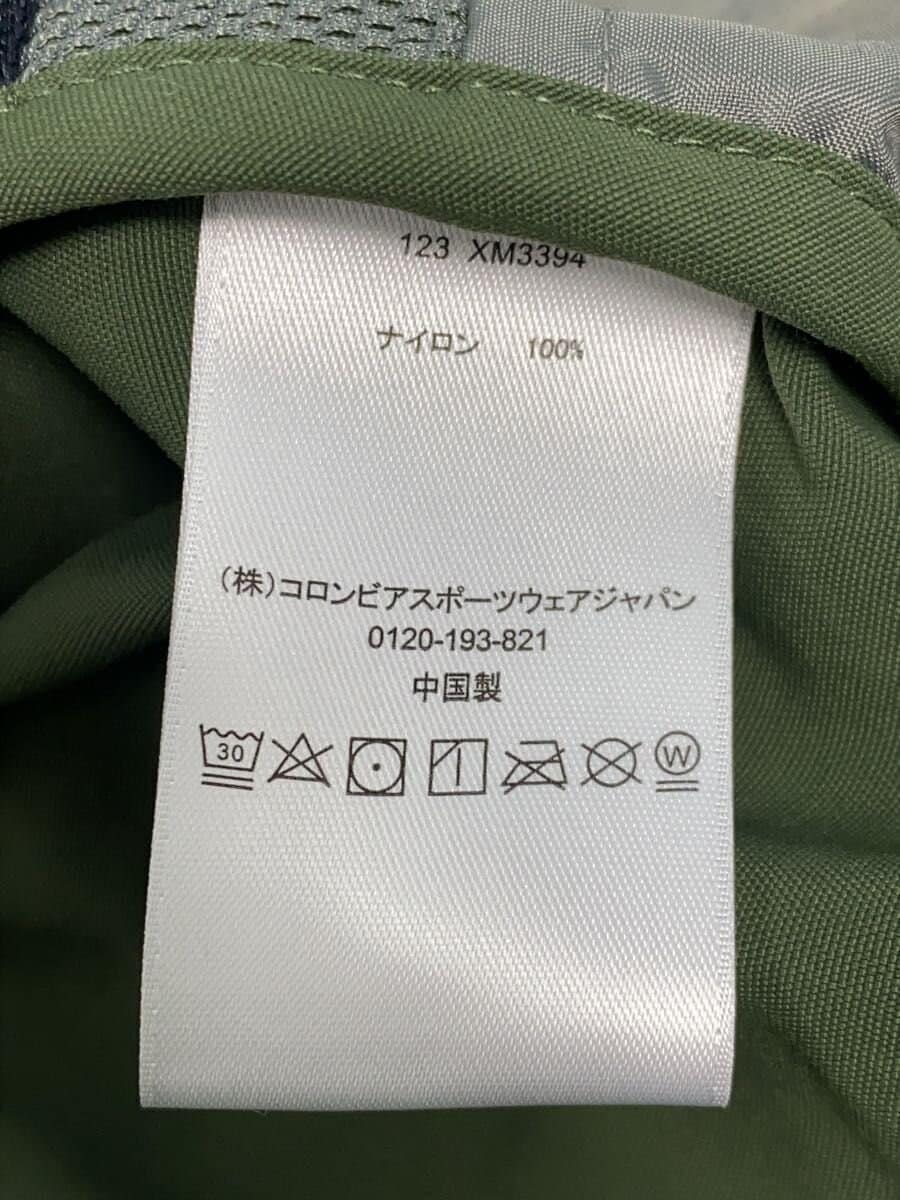 123 XM3394
ナイロン 100%
(株)コロンビアスポーツウェアジャパン
0120-193-821
中国製
30
W